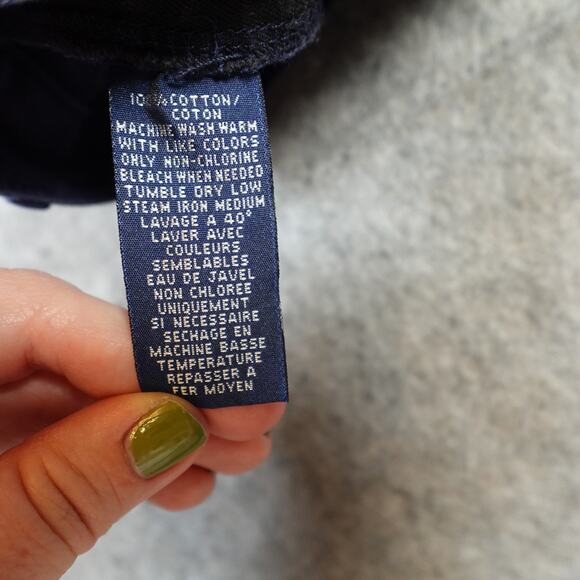 100% COTTON/
COTON
MACHINE WASH WARM
WITH LIKE COLORS
ONLY NON-CHLORINE
BLEACH WHEN NEEDED
TUMBLE DRY LOW
STEAM IRON MEDIUM
LAVAGE A 40°
LAVER AVEC
COULEURS
SEMBLABLES
EAU DE JAVEL
NON CHLOREE
UNIQUEMENT
SI NECESSAIRE
SECHAGE EN
MACHINE BASSE
TEMPERATURE
REPASSER A
FER MOYEN